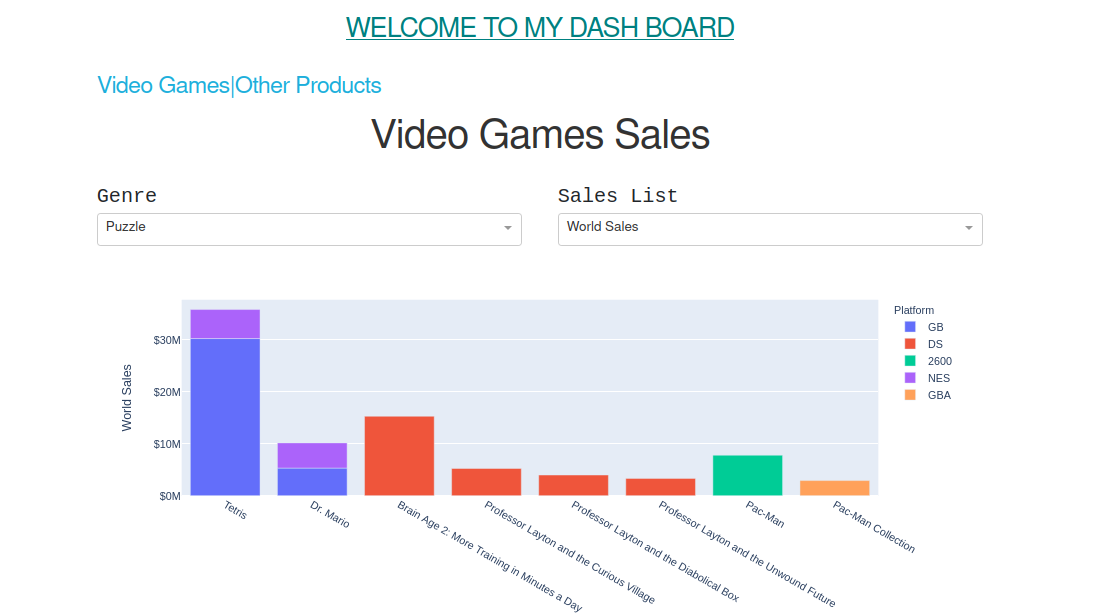 WELCOME TO MY DASH BOARD
Video Games|Other Products
Video Games Sales
Genre
Sales List
Puzzle
World Sales
Platform
GB
DS
2600
NES
GBA
World Sales
$30M
$20M
$10M
$0M
Tetris
Dr. Mario
Brain Age 2: More Training in Minutes a Day
Professor Layton and the Curious Village
Professor Layton and the Diabolical Box
Professor Layton and the Unwound Future
Pac-Man
Pac-Man Collection